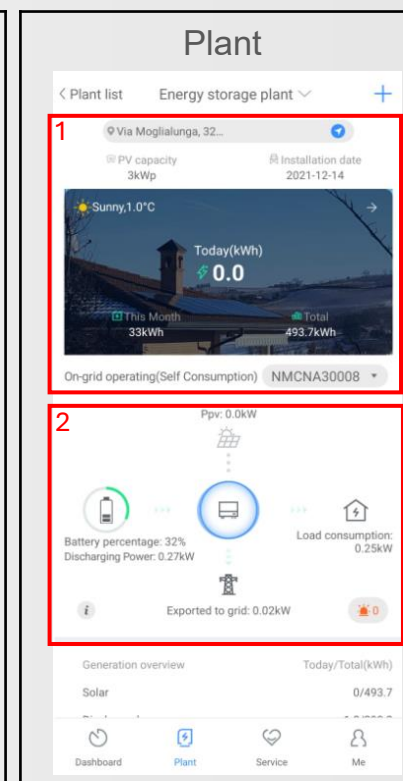 Plant
Plant list Energy storage plant
1
Via Moglialunga, 32...
PV capacity Installation date
3kWp 2021-12-14
Sunny,1.0°C
Today(kWh)
0.0
This Month Total
33kWh 493.7kWh
On-grid operating(Self Consumption) NMCNA30008
2
Ppv: 0.0kW
Battery percentage: 32% Load consumption:
Discharging Power: 0.27kW 0.25kW
i Exported to grid: 0.02kW 0
Generation overview Today/Total(kWh)
Solar 0/493.7
Dashboard Plant Service Me